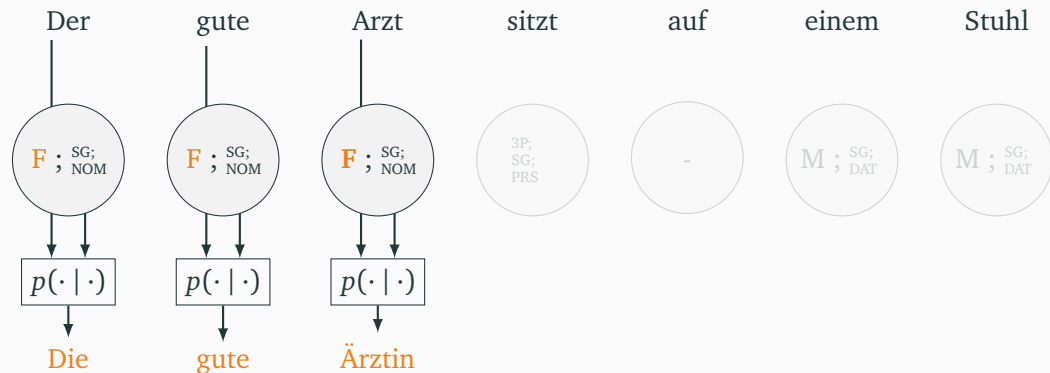 Der gute Arzt sitzt auf einem Stuhl
F ; SG; NOM
F ; SG; NOM
F ; SG; NOM
3P; SG; PRS
-
M ; SG; DAT
M ; SG; DAT
p(· | ·) p(· | ·) p(· | ·)
Die gute Ärztin